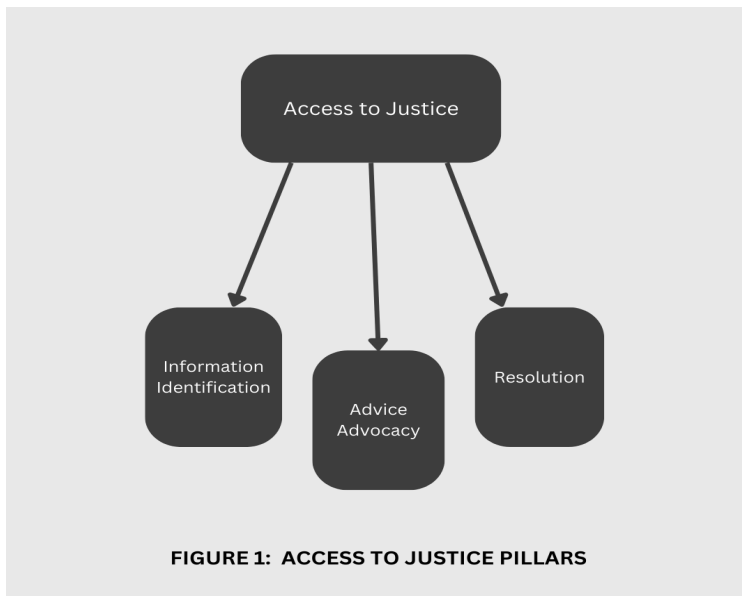 Access to Justice
Information
Identification
Advice
Advocacy
Resolution
FIGURE 1: ACCESS TO JUSTICE PILLARS